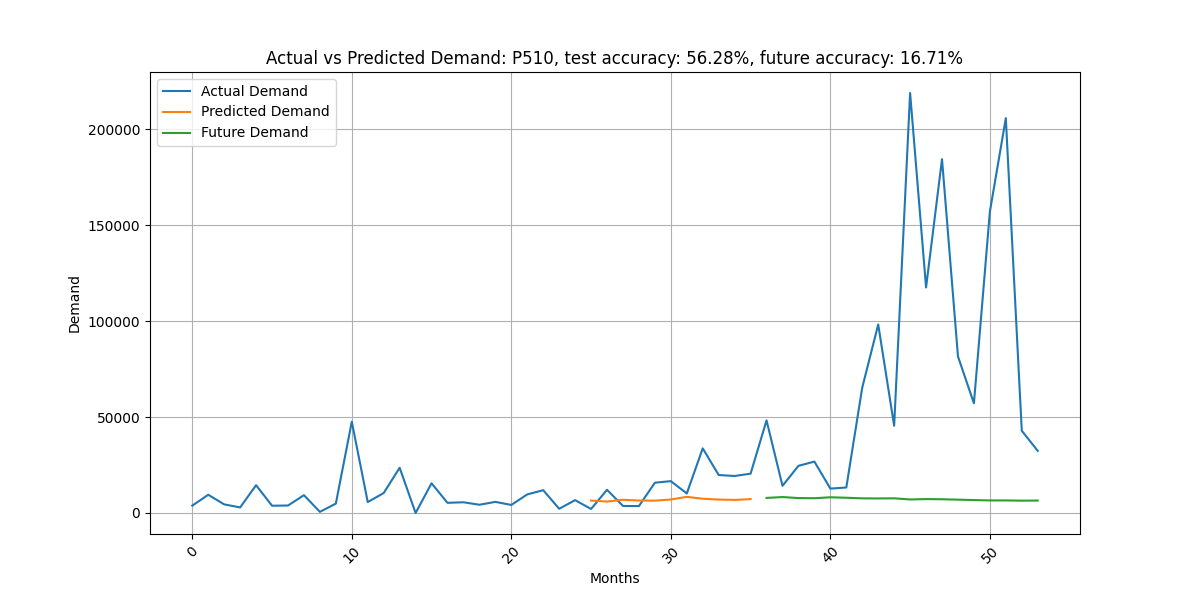 Actual vs Predicted Demand: P510, test accuracy: 56.28%, future accuracy: 16.71%
Actual Demand
Predicted Demand
Future Demand
200000
150000
100000
50000
0
Demand
0
10
20
30
40
50
Months